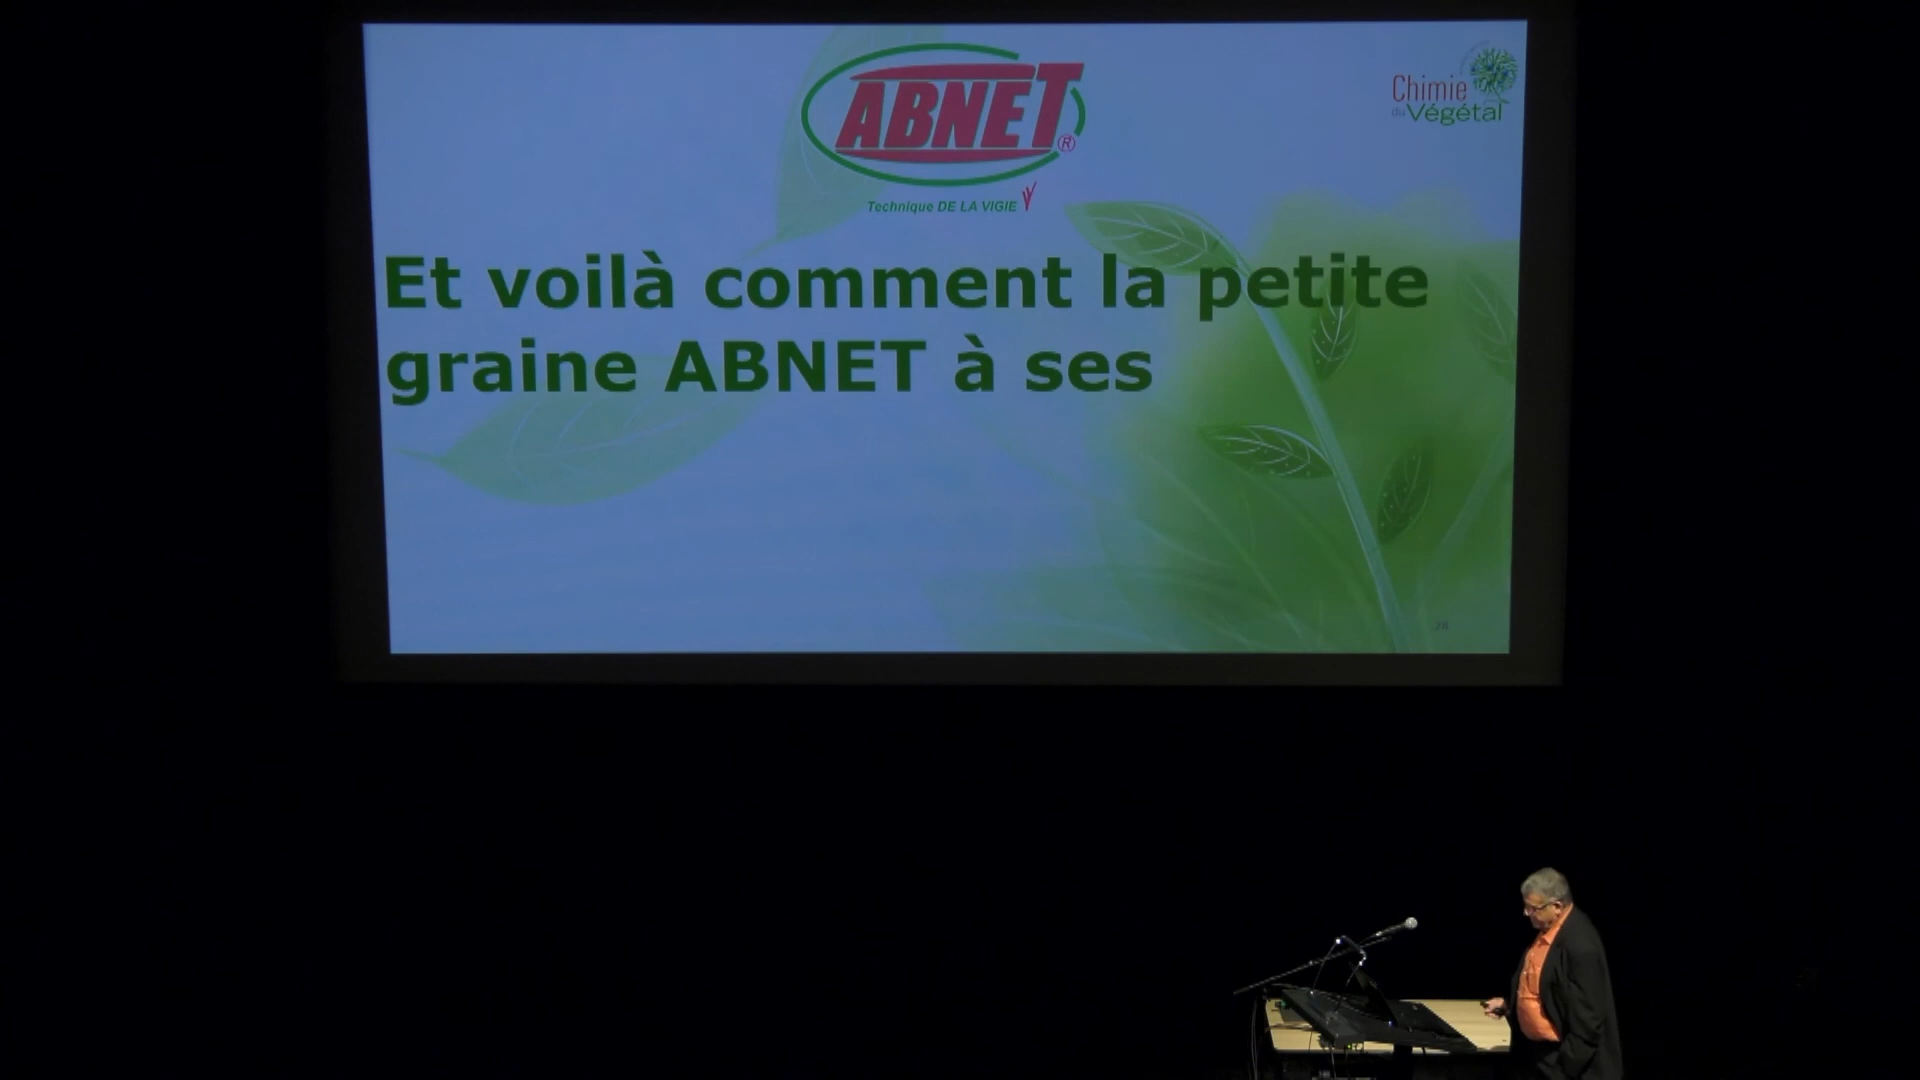 ABNET®
Technique DE LA VIGIE
Chimie
du Végétal
Et voilà comment la petite
graine ABNET à ses